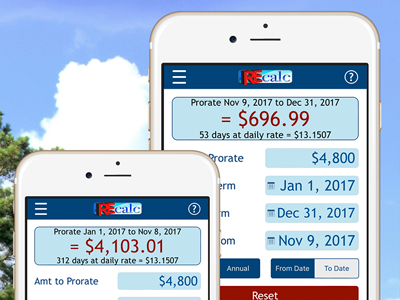 REcalc
?
Prorate Nov 9, 2017 to Dec 31, 2017
= $696.99
53 days at daily rate = $13.1507
Prorate
$4,800
erm
Jan 1, 2017
m
Dec 31, 2017
om
Nov 9, 2017
Annual
From Date
To Date
Reset
REcalc
?
Prorate Jan 1, 2017 to Nov 8, 2017
= $4,103.01
312 days at daily rate = $13.1507
Amt to Prorate
$4,800